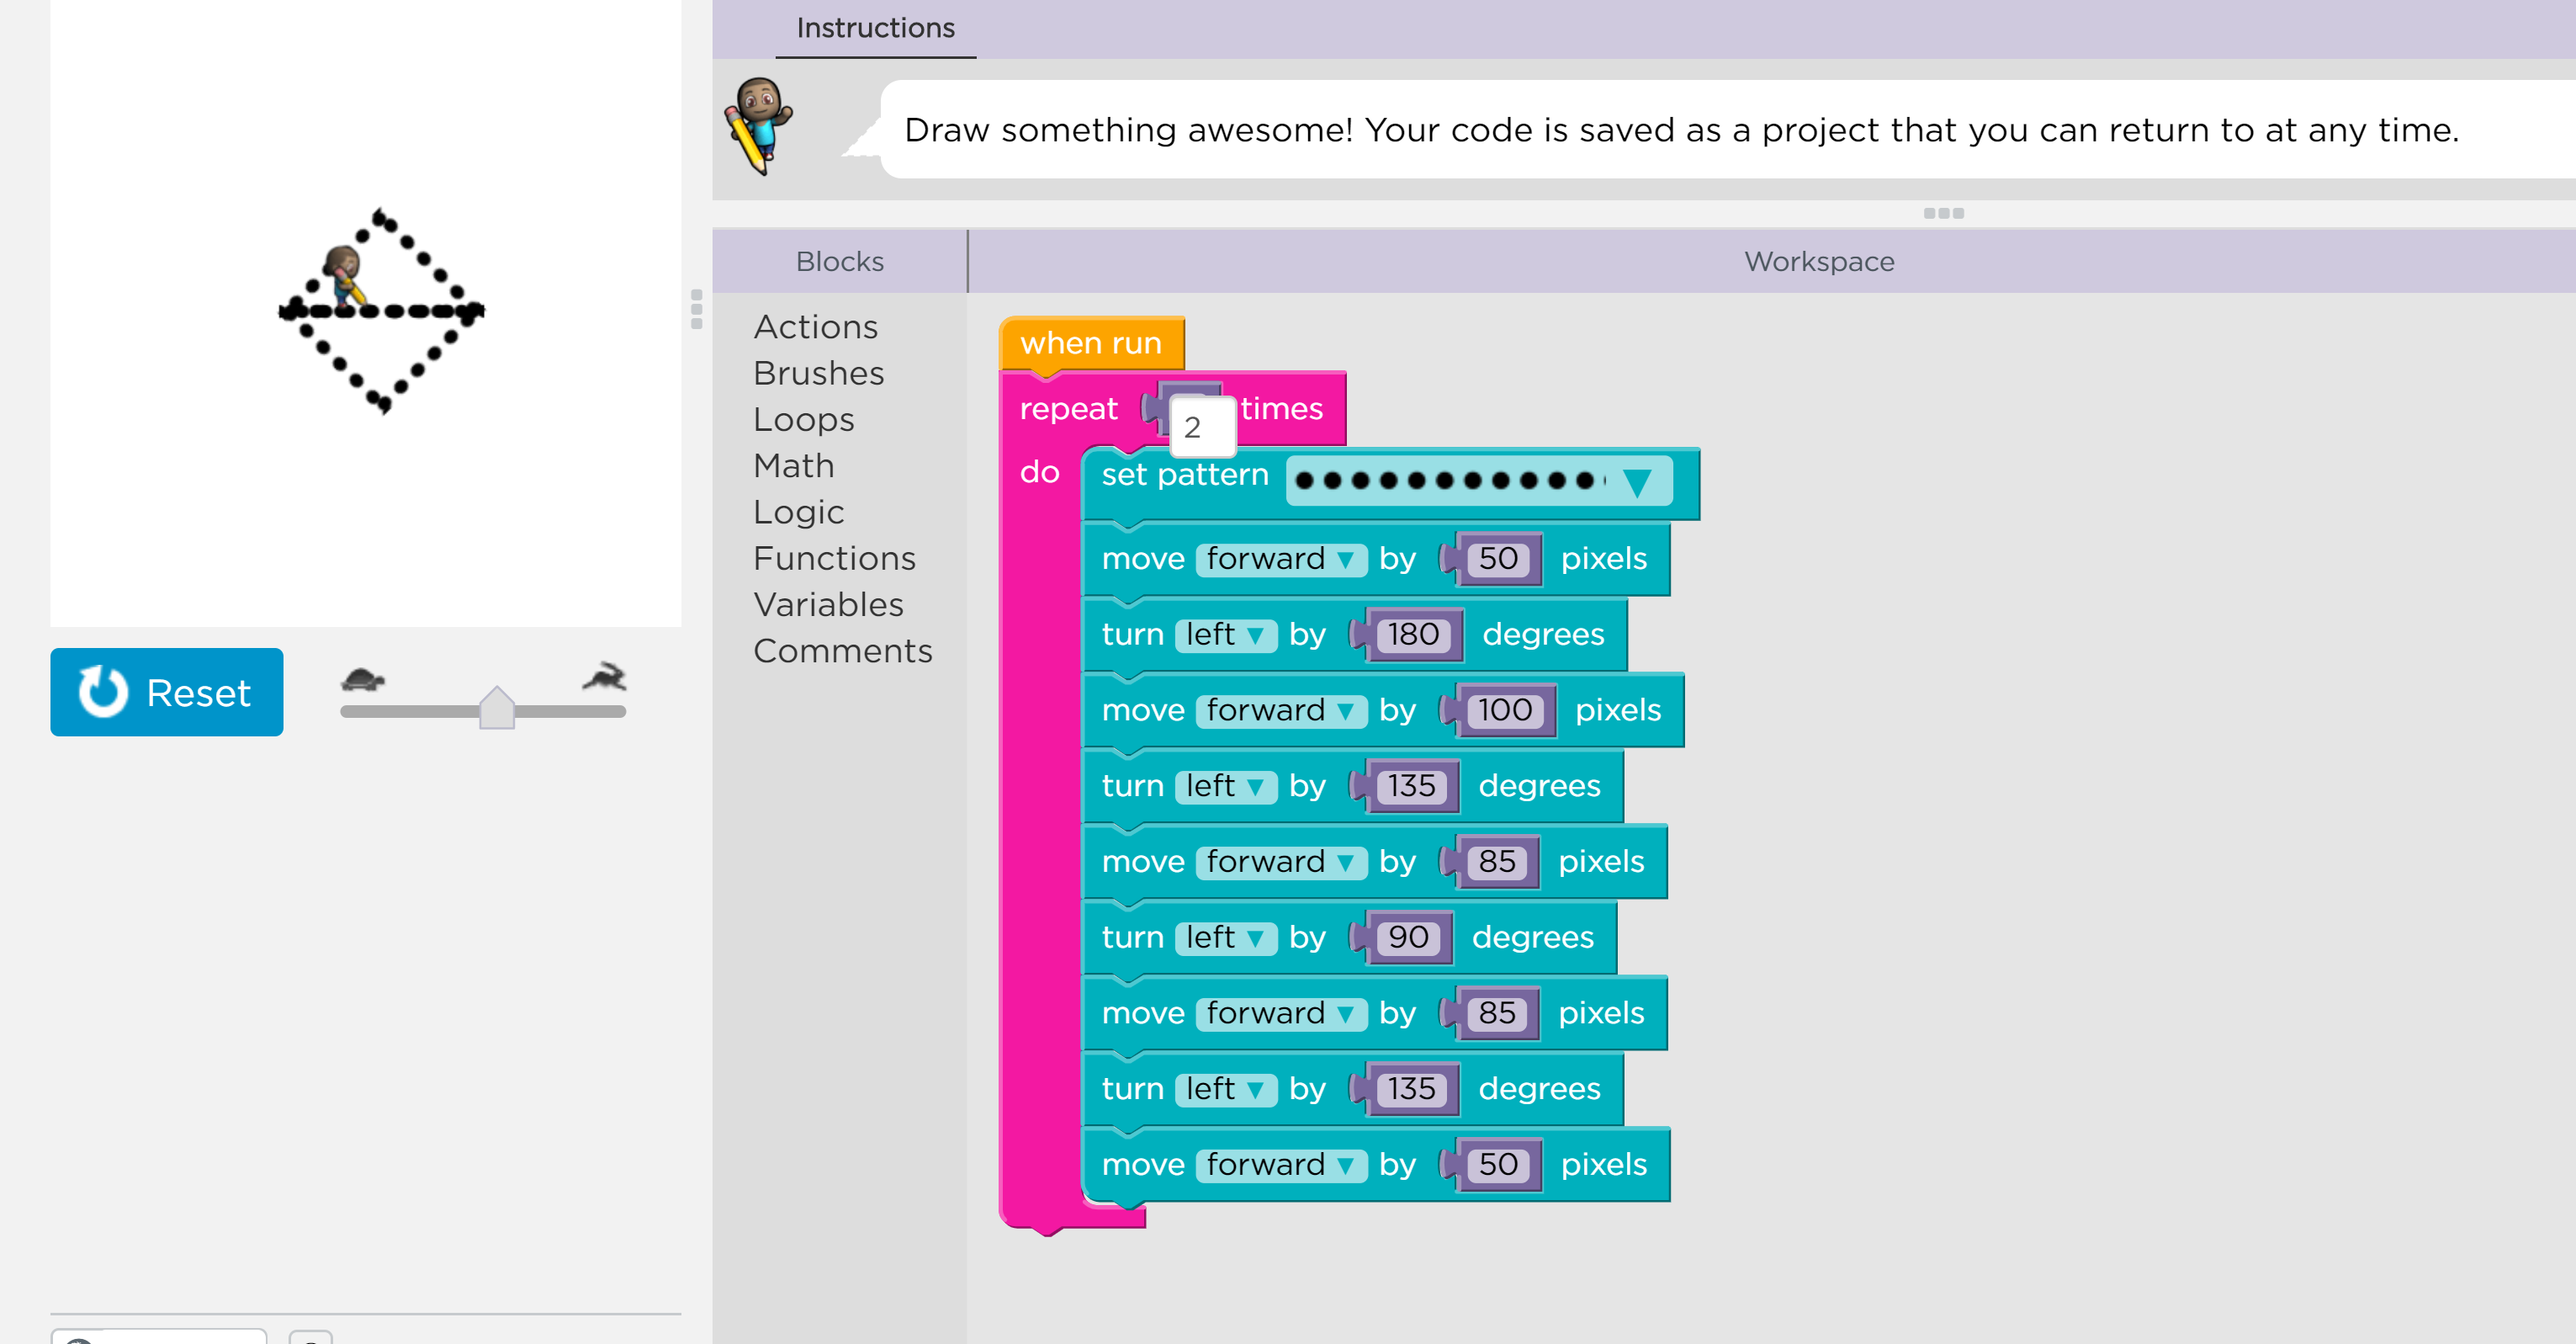 Instructions
Draw something awesome! Your code is saved as a project that you can return to at any time.
Blocks
Workspace
Actions
Brushes
Loops
Math
Logic
Functions
Variables
Comments
when run
repeat 2 times
do set pattern
move forward by 50 pixels
turn left by 180 degrees
move forward by 100 pixels
turn left by 135 degrees
move forward by 85 pixels
turn left by 90 degrees
move forward by 85 pixels
turn left by 135 degrees
move forward by 50 pixels
Reset